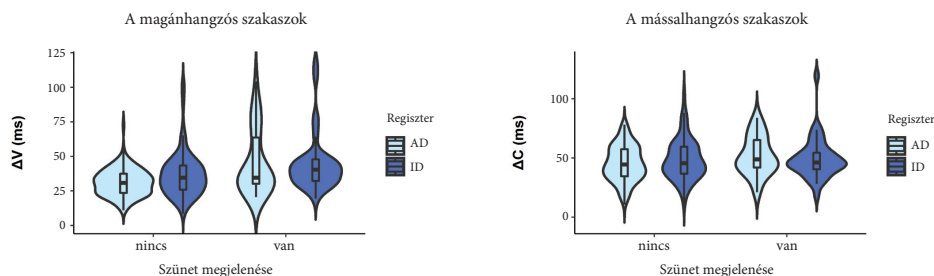 A magánhangzós szakaszok
125
100
75
50
25
0
ΔV (ms)
nincs
van
Szünet megjelenése
Regiszter
AD
ID
A mássalhangzós szakaszok
100
50
0
ΔC (ms)
nincs
van
Szünet megjelenése
Regiszter
AD
ID